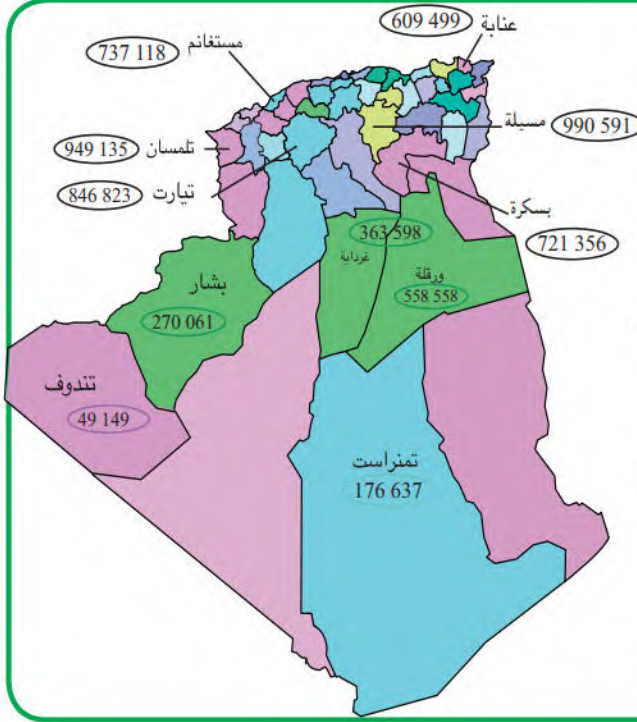 عنابة
609 499
مستغانم
737 118
مسيلة
990 591
تلمسان
949 135
تيارت
846 823
بسكرة
721 356
363 598
غرداية
ورقلة
558 558
بشار
270 061
تندوف
49 149
تمنراست
176 637